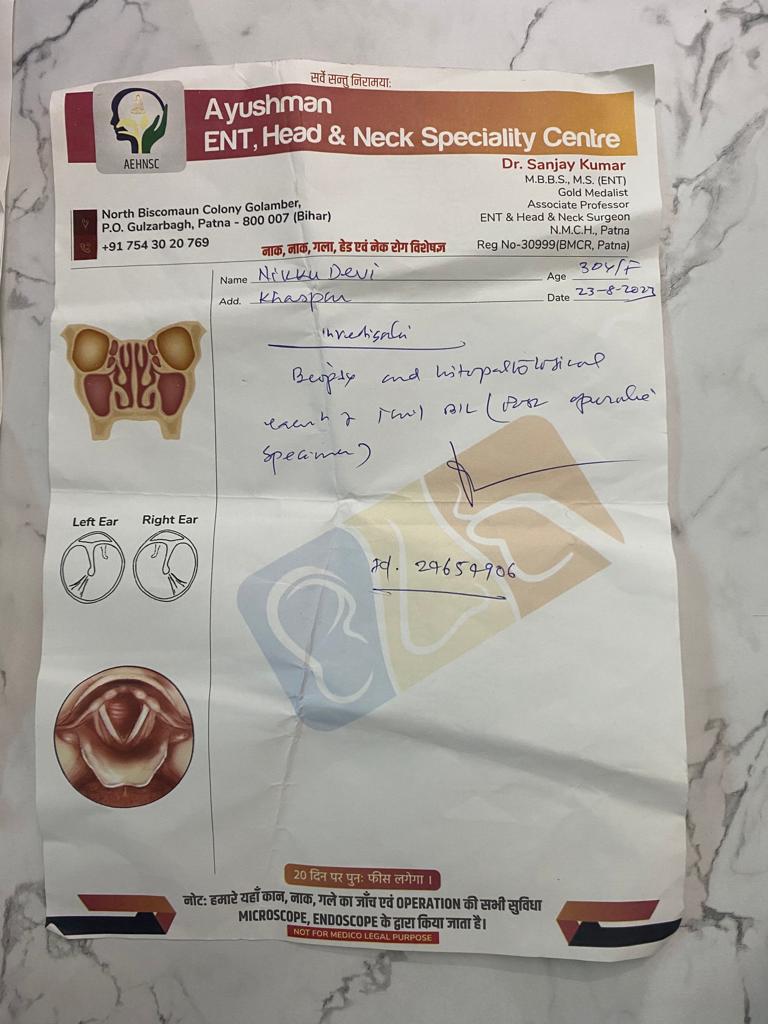 सर्वे सन्तु निरामयाः
Ayushman
ENT, Head & Neck Speciality Centre
AEHNSC
Dr. Sanjay Kumar
M.B.B.S., M.S. (ENT)
Gold Medalist
Associate Professor
ENT & Head & Neck Surgeon
N.M.C.H., Patna
Reg No-30999(BMCR, Patna)
North Biscomaun Colony Golamber,
P.O. Gulzarbagh, Patna - 800 007 (Bihar)
+91 754 30 20 769
नाक, नाक, गला, हेड एवं नेक रोग विशेषज्ञ
Name Nikku Devi Age 30Y/F
Add. Khaspur Date 23-8-2023
Biopsy and histopathological
specimen)
Left Ear Right Ear
24654906
20 दिन पर पुनः फीस लगेगा ।
नोट: हमारे यहाँ कान, नाक, गले का जाँच एवं OPERATION की सभी सुविधा
MICROSCOPE, ENDOSCOPE के द्वारा किया जाता है।
NOT FOR MEDICO LEGAL PURPOSE